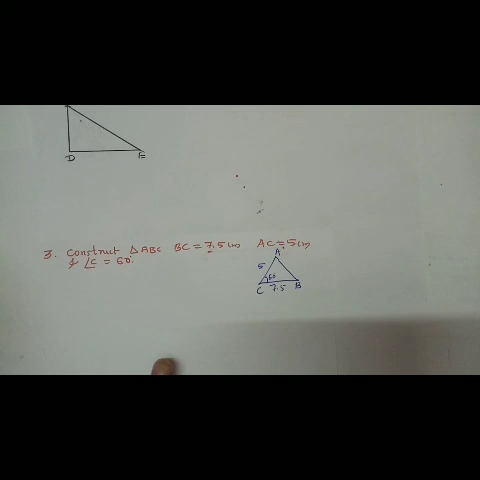 D E
3. Construct △ABC BC = 7.5 cm AC = 5 cm
& ∠C = 60°.
A
5
60
C 7.5 B